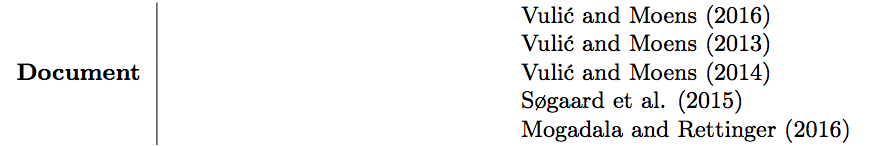 Vulić and Moens (2016)
Vulić and Moens (2013)
Document
Vulić and Moens (2014)
Søgaard et al. (2015)
Mogadala and Rettinger (2016)